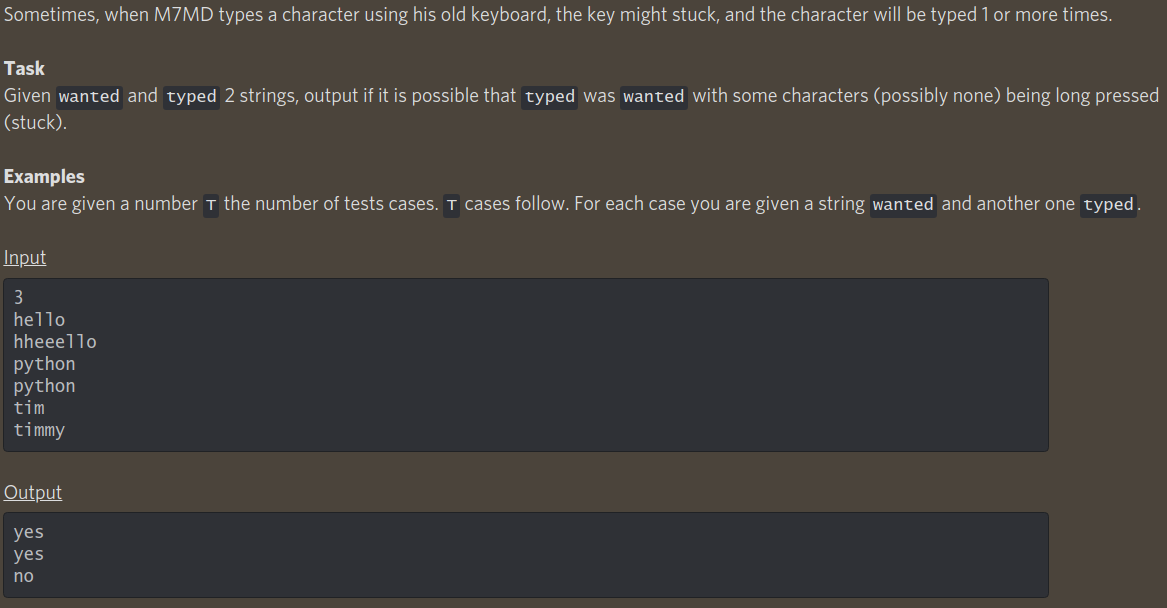 Sometimes, when M7MD types a character using his old keyboard, the key might stuck, and the character will be typed 1 or more times.
Task
Given wanted and typed 2 strings, output if it is possible that typed was wanted with some characters (possibly none) being long pressed
(stuck).
Examples
You are given a number T the number of tests cases. T cases follow. For each case you are given a string wanted and another one typed.
Input
3
hello
hheeello
python
python
tim
timmy
Output
yes
yes
no